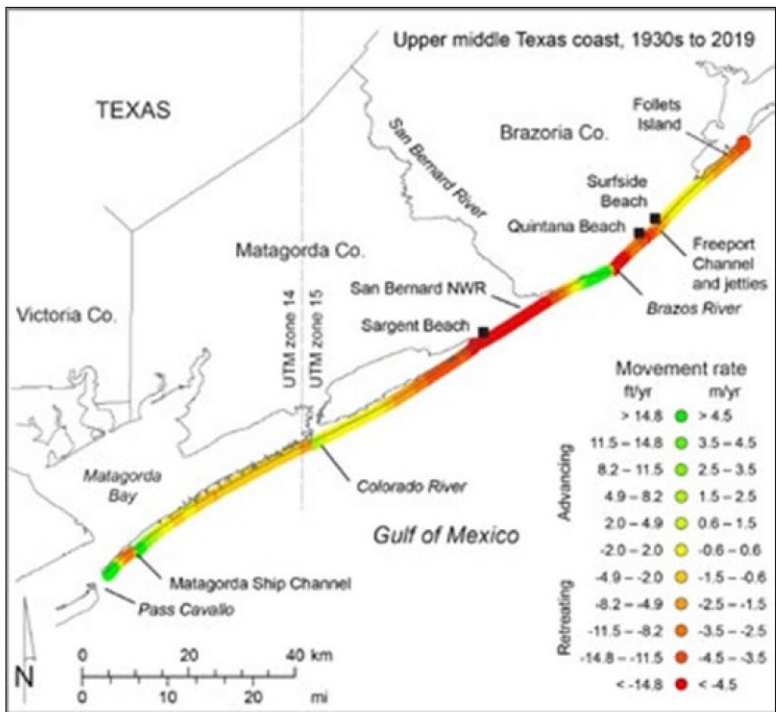 Upper middle Texas coast, 1930s to 2019
TEXAS
Follets
Island
Brazoria Co.
San Bernard River
Surfside
Beach
Quintana Beach
Matagorda Co.
Freeport
Channel
and jetties
San Bernard NWR
Brazos River
Victoria Co.
UTM zone 14
UTM zone 15
Sargent Beach
Movement rate
ft/yr m/yr
> 14.8 > 4.5
11.5 – 14.8 3.5 – 4.5
8.2 – 11.5 2.5 – 3.5
4.9 – 8.2 1.5 – 2.5
2.0 – 4.9 0.6 – 1.5
-2.0 – 2.0 -0.6 – 0.6
-4.9 – -2.0 -1.5 – -0.6
-8.2 – -4.9 -2.5 – -1.5
-11.5 – -8.2 -3.5 – -2.5
-14.8 – -11.5 -4.5 – -3.5
< -14.8 < -4.5
Advancing
Retreating
Matagorda
Bay
Colorado River
Gulf of Mexico
Matagorda Ship Channel
Pass Cavallo
N
0 20 40 km
0 10 20 mi